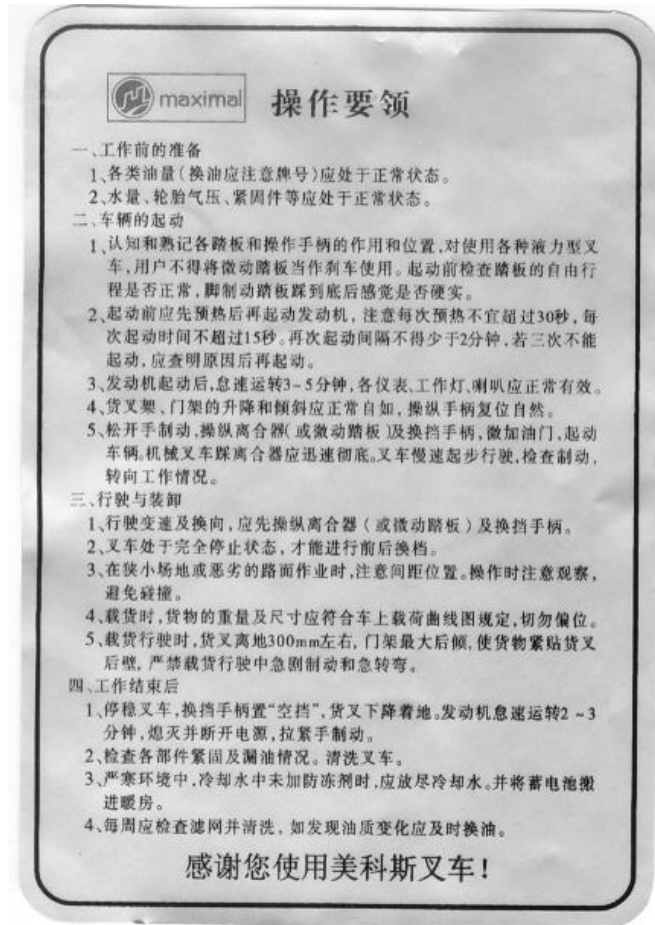 maximal 操作要领
一、工作前的准备
1、各类油量(换油应注意牌号)应处于正常状态。
2、水量、轮胎气压、紧固件等应处于正常状态。
二、车辆的起动
1、认知和熟记各踏板和操作手柄的作用和位置,对使用各种液力型叉
车,用户不得将微动踏板当作刹车使用。起动前检查踏板的自由行
程是否正常,脚制动踏板踩到底后感觉是否硬实。
2、起动前应先预热后再起动发动机,注意每次预热不宜超过30秒,每
次起动时间不超过15秒。再次起动间隔不得少于2分钟,若三次不能
起动,应查明原因后再起动。
3、发动机起动后,怠速运转3~5分钟,各仪表、工作灯、喇叭应正常有效。
4、货叉架、门架的升降和倾斜应正常自如,操纵手柄复位自然。
5、松开手制动,操纵离合器(或微动踏板)及换挡手柄,微加油门,起动
车辆。机械叉车踩离合器应迅速彻底。叉车慢速起步行驶,检查制动,
转向工作情况。
三、行驶与装卸
1、行驶变速及换向,应先操纵离合器(或微动踏板)及换挡手柄。
2、叉车处于完全停止状态,才能进行前后换档。
3、在狭小场地或恶劣的路面作业时,注意间距位置。操作时注意观察,
避免碰撞。
4、载货时,货物的重量及尺寸应符合车上载荷曲线图规定,切勿偏位。
5、载货行驶时,货叉离地300mm左右,门架最大后倾,使货物紧贴货叉
后壁,严禁载货行驶中急剧制动和急转弯。
四、工作结束后
1、停稳叉车,换挡手柄置“空挡”,货叉下降着地。发动机怠速运转2~3
分钟,熄灭并断开电源,拉紧手制动。
2、检查各部件紧固及漏油情况。清洗叉车。
3、严寒环境中,冷却水中未加防冻剂时,应放尽冷却水。并将蓄电池搬
进暖房。
4、每周应检查滤网并清洗,如发现油质变化应及时换油。
感谢您使用美科斯叉车!